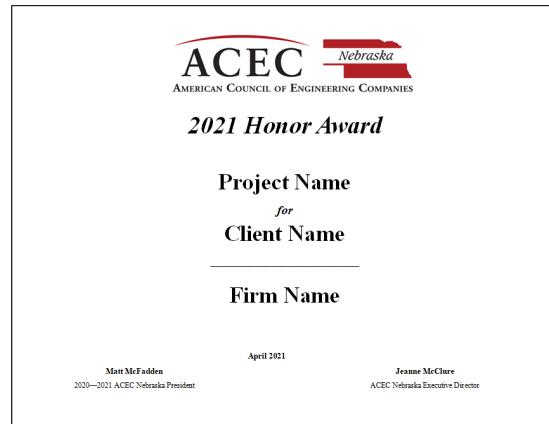 ACEC Nebraska
AMERICAN COUNCIL OF ENGINEERING COMPANIES
2021 Honor Award
Project Name
for
Client Name
Firm Name
April 2021
Matt McFadden Jeanne McClure
2020—2021 ACEC Nebraska President ACEC Nebraska Executive Director